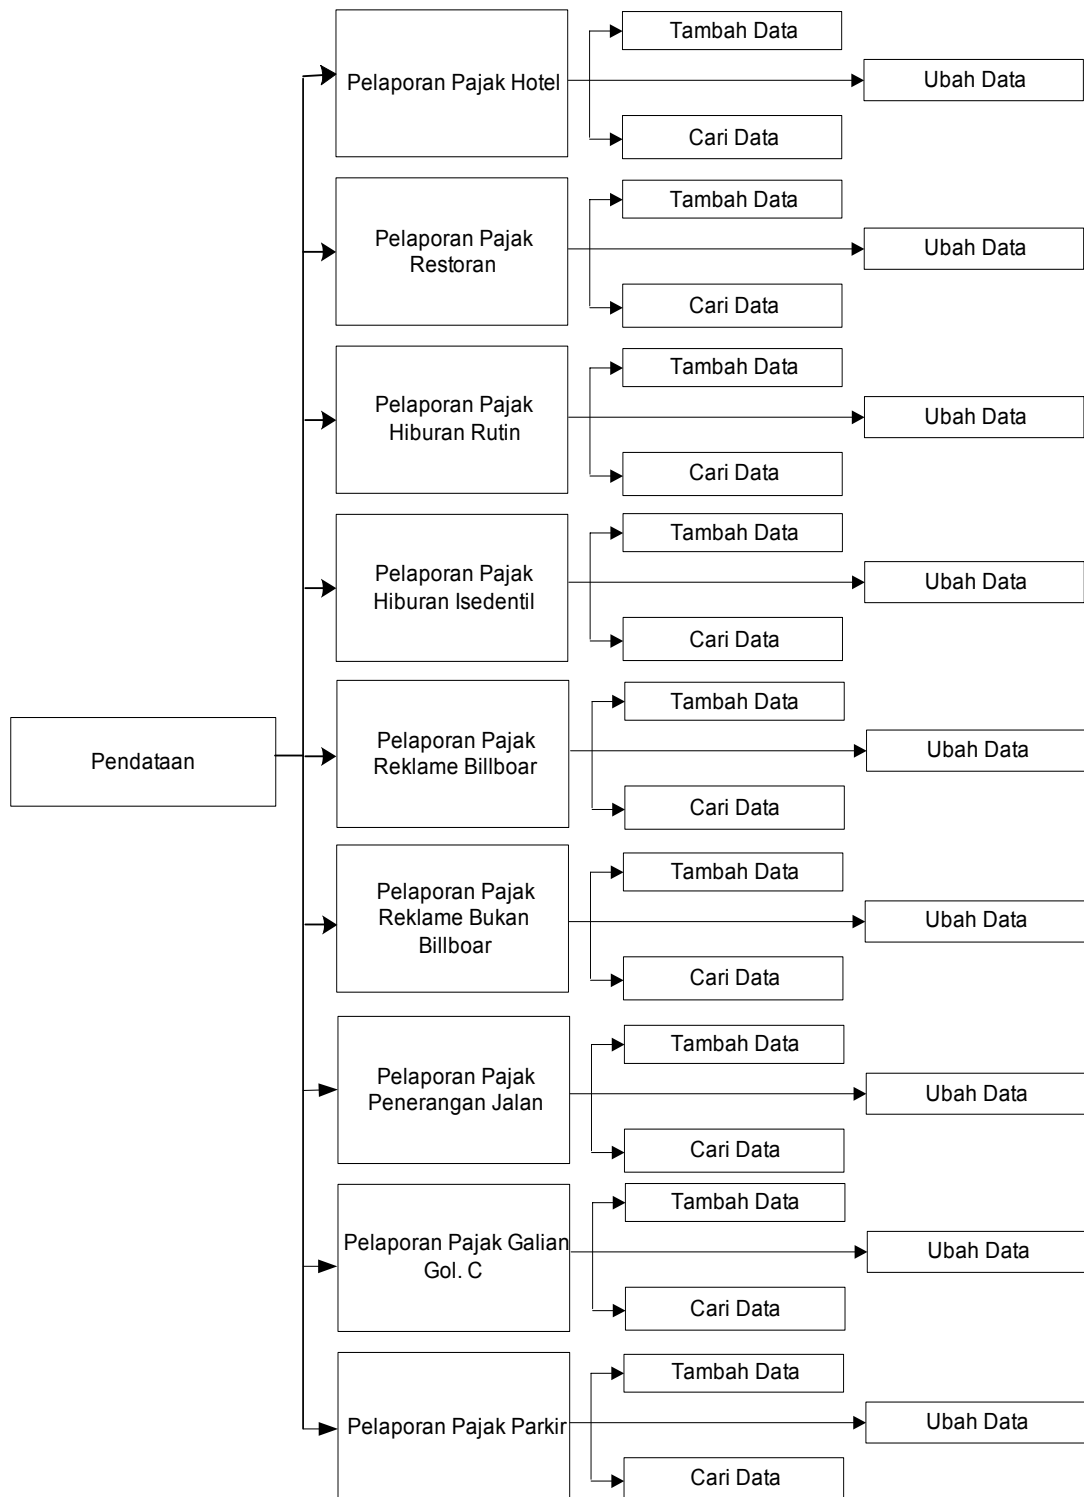 Tambah Data
Pelaporan Pajak Hotel
Ubah Data
Cari Data
Tambah Data
Pelaporan Pajak
Restoran
Ubah Data
Cari Data
Tambah Data
Pelaporan Pajak
Hiburan Rutin
Ubah Data
Cari Data
Tambah Data
Pelaporan Pajak
Hiburan Isedentil
Ubah Data
Cari Data
Pendataan
Tambah Data
Pelaporan Pajak
Reklame Billboar
Ubah Data
Cari Data
Tambah Data
Pelaporan Pajak
Reklame Bukan
Billboar
Ubah Data
Cari Data
Tambah Data
Pelaporan Pajak
Penerangan Jalan
Ubah Data
Cari Data
Tambah Data
Pelaporan Pajak Galian
Gol. C
Ubah Data
Cari Data
Tambah Data
Pelaporan Pajak Parkir
Ubah Data
Cari Data